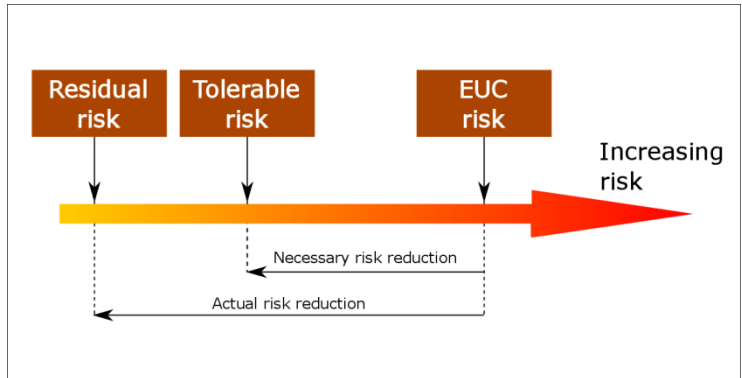 Residual
risk
Tolerable
risk
EUC
risk
Increasing
risk
Necessary risk reduction
Actual risk reduction